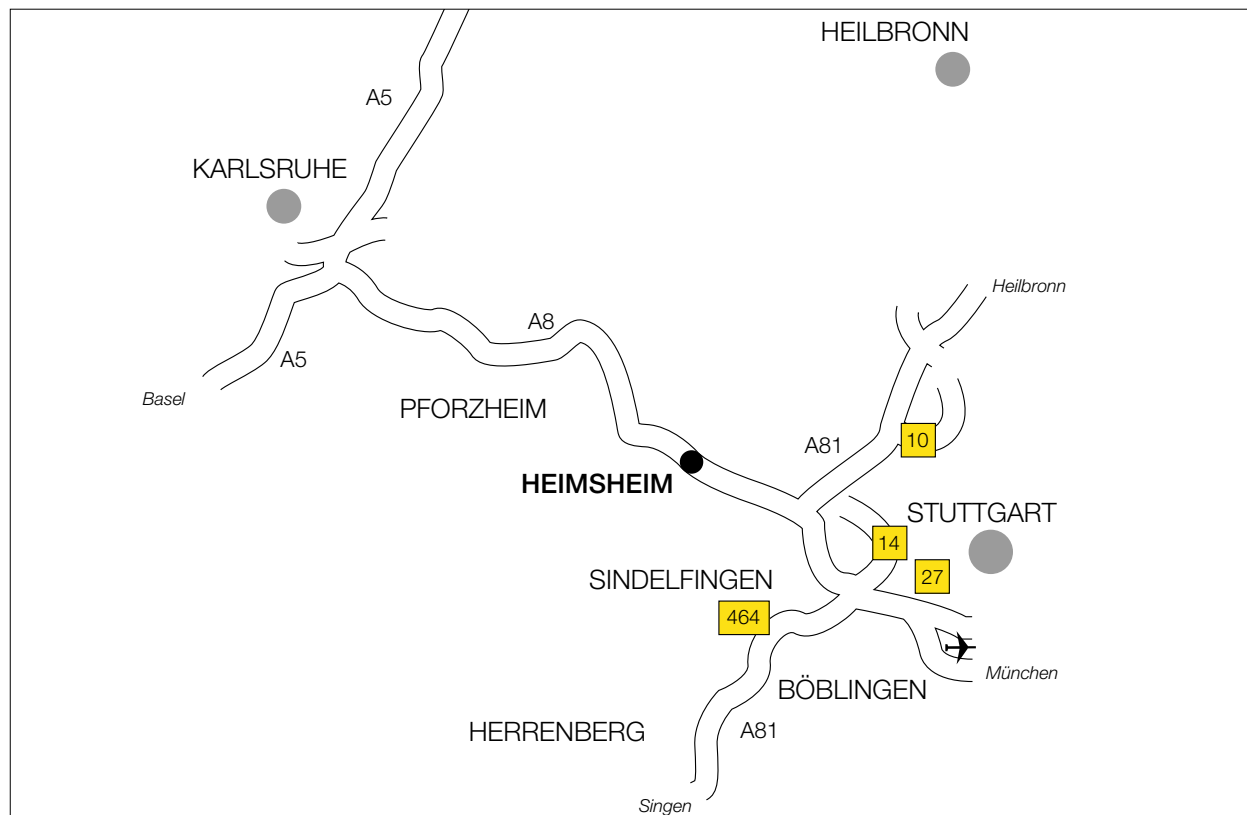 HEILBRONN
A5
KARLSRUHE
Heilbronn
A8
A5
Basel
PFORZHEIM
10
A81
HEIMSHEIM
STUTTGART
14
27
SINDELFINGEN
464
München
BÖBLINGEN
HERRENBERG
A81
Singen